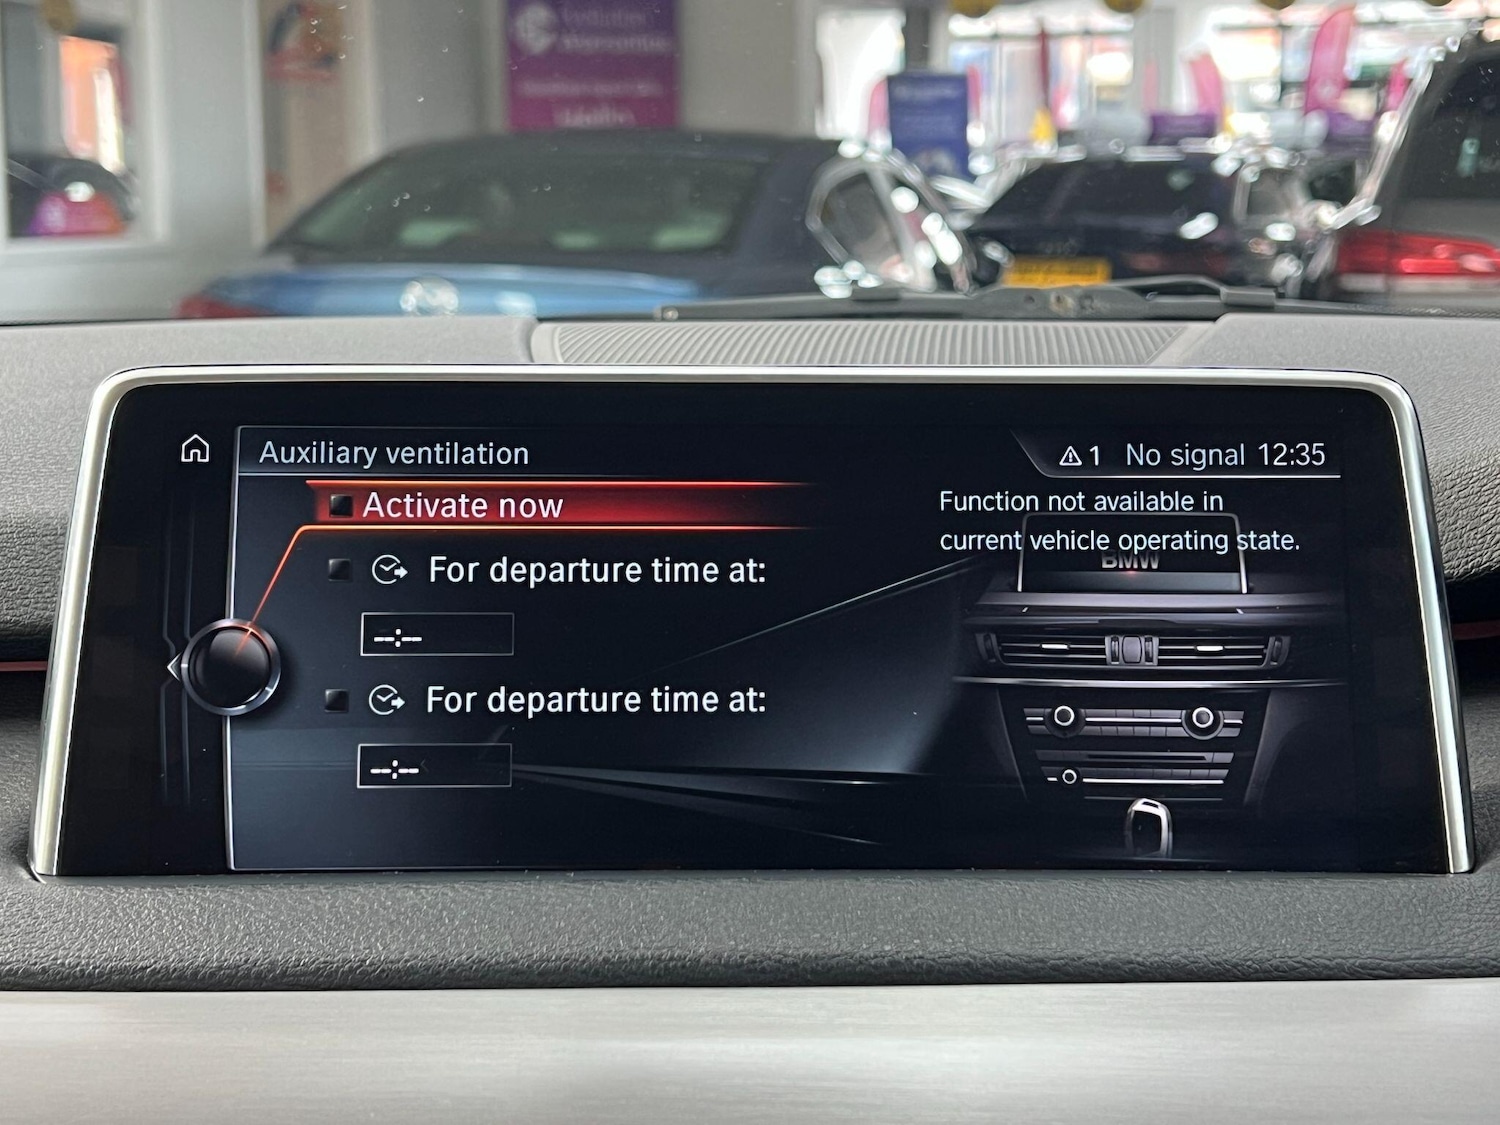 Auxiliary ventilation
1 No signal 12:35
Activate now
For departure time at:
--:--
For departure time at:
--:--
Function not available in
current vehicle operating state.
BMW